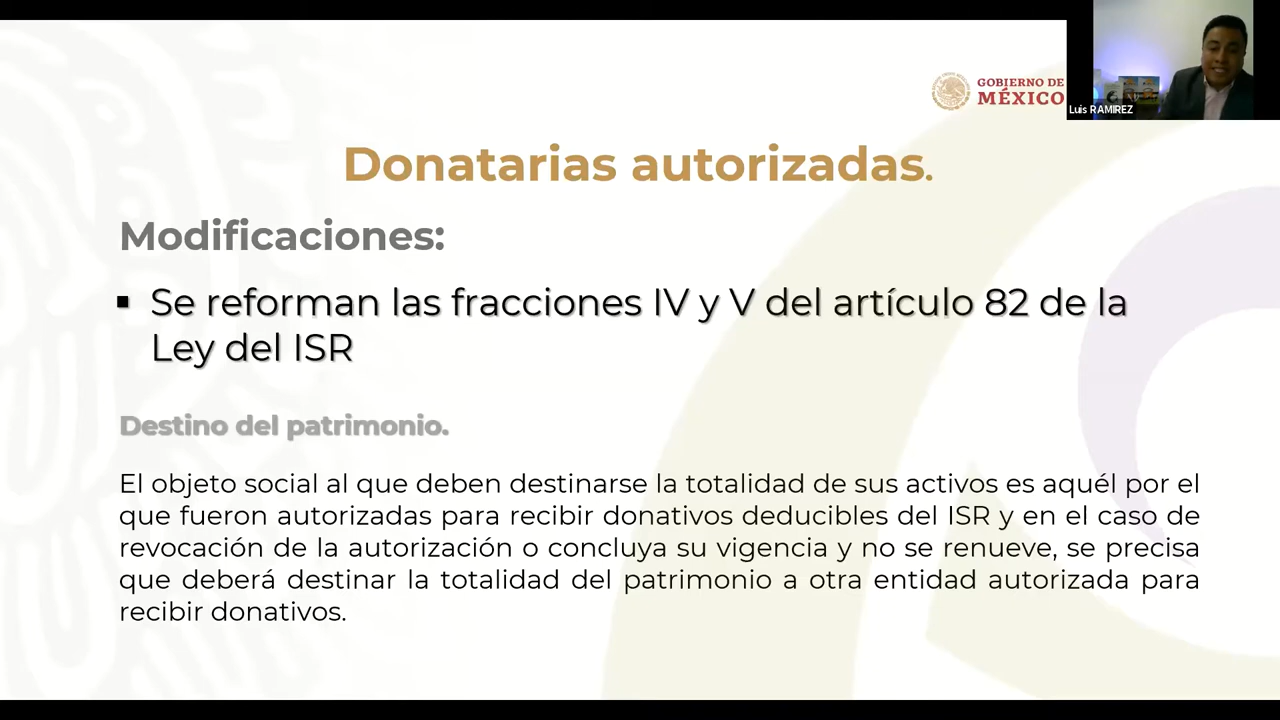 GOBIERNO DE
MÉXICO
Luis RAMIREZ
Donatarias autorizadas.
Modificaciones:
▪ Se reforman las fracciones IV y V del artículo 82 de la
Ley del ISR
Destino del patrimonio.
El objeto social al que deben destinarse la totalidad de sus activos es aquél por el
que fueron autorizadas para recibir donativos deducibles del ISR y en el caso de
revocación de la autorización o concluya su vigencia y no se renueve, se precisa
que deberá destinar la totalidad del patrimonio a otra entidad autorizada para
recibir donativos.